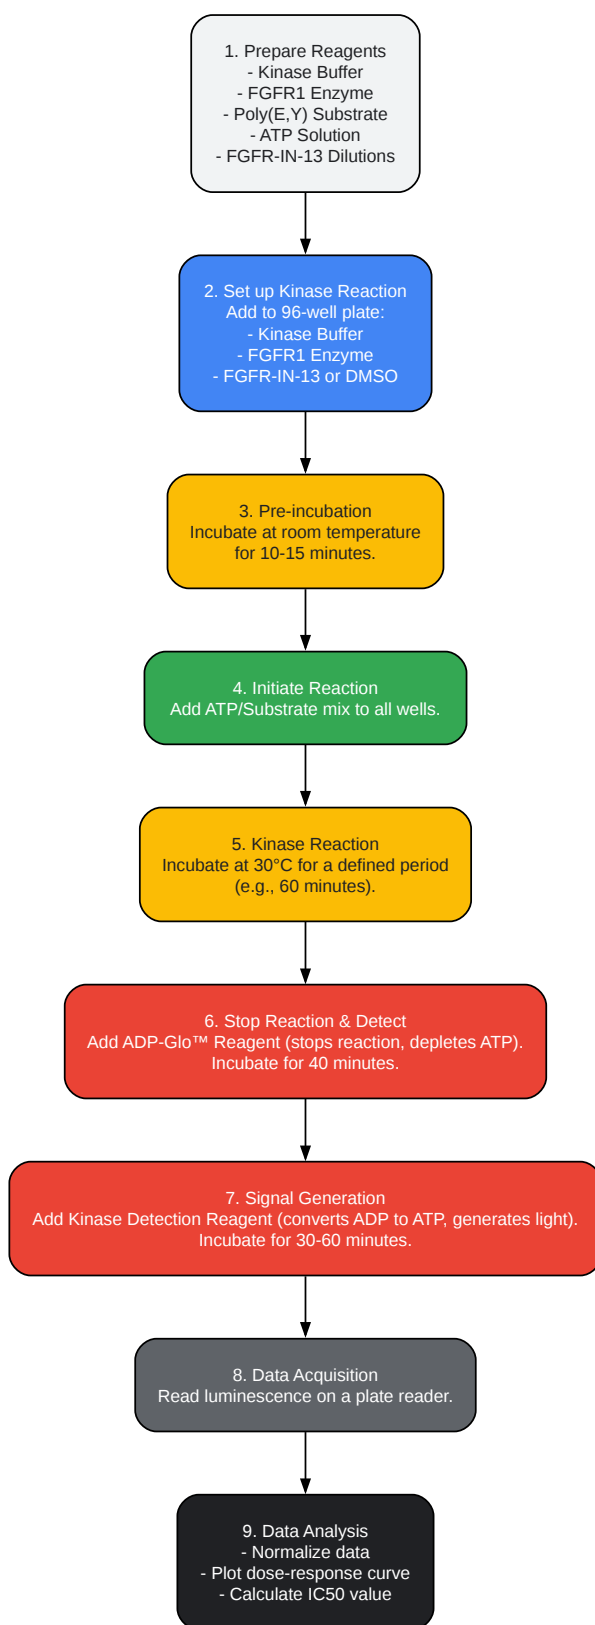 1. Prepare Reagents
- Kinase Buffer
- FGFR1 Enzyme
- Poly(E,Y) Substrate
- ATP Solution
- FGFR-IN-13 Dilutions
2. Set up Kinase Reaction
Add to 96-well plate:
- Kinase Buffer
- FGFR1 Enzyme
- FGFR-IN-13 or DMSO
3. Pre-incubation
Incubate at room temperature
for 10-15 minutes.
4. Initiate Reaction
Add ATP/Substrate mix to all wells.
5. Kinase Reaction
Incubate at 30°C for a defined period
(e.g., 60 minutes).
6. Stop Reaction & Detect
Add ADP-Glo™ Reagent (stops reaction, depletes ATP).
Incubate for 40 minutes.
7. Signal Generation
Add Kinase Detection Reagent (converts ADP to ATP, generates light).
Incubate for 30-60 minutes.
8. Data Acquisition
Read luminescence on a plate reader.
9. Data Analysis
- Normalize data
- Plot dose-response curve
- Calculate IC50 value